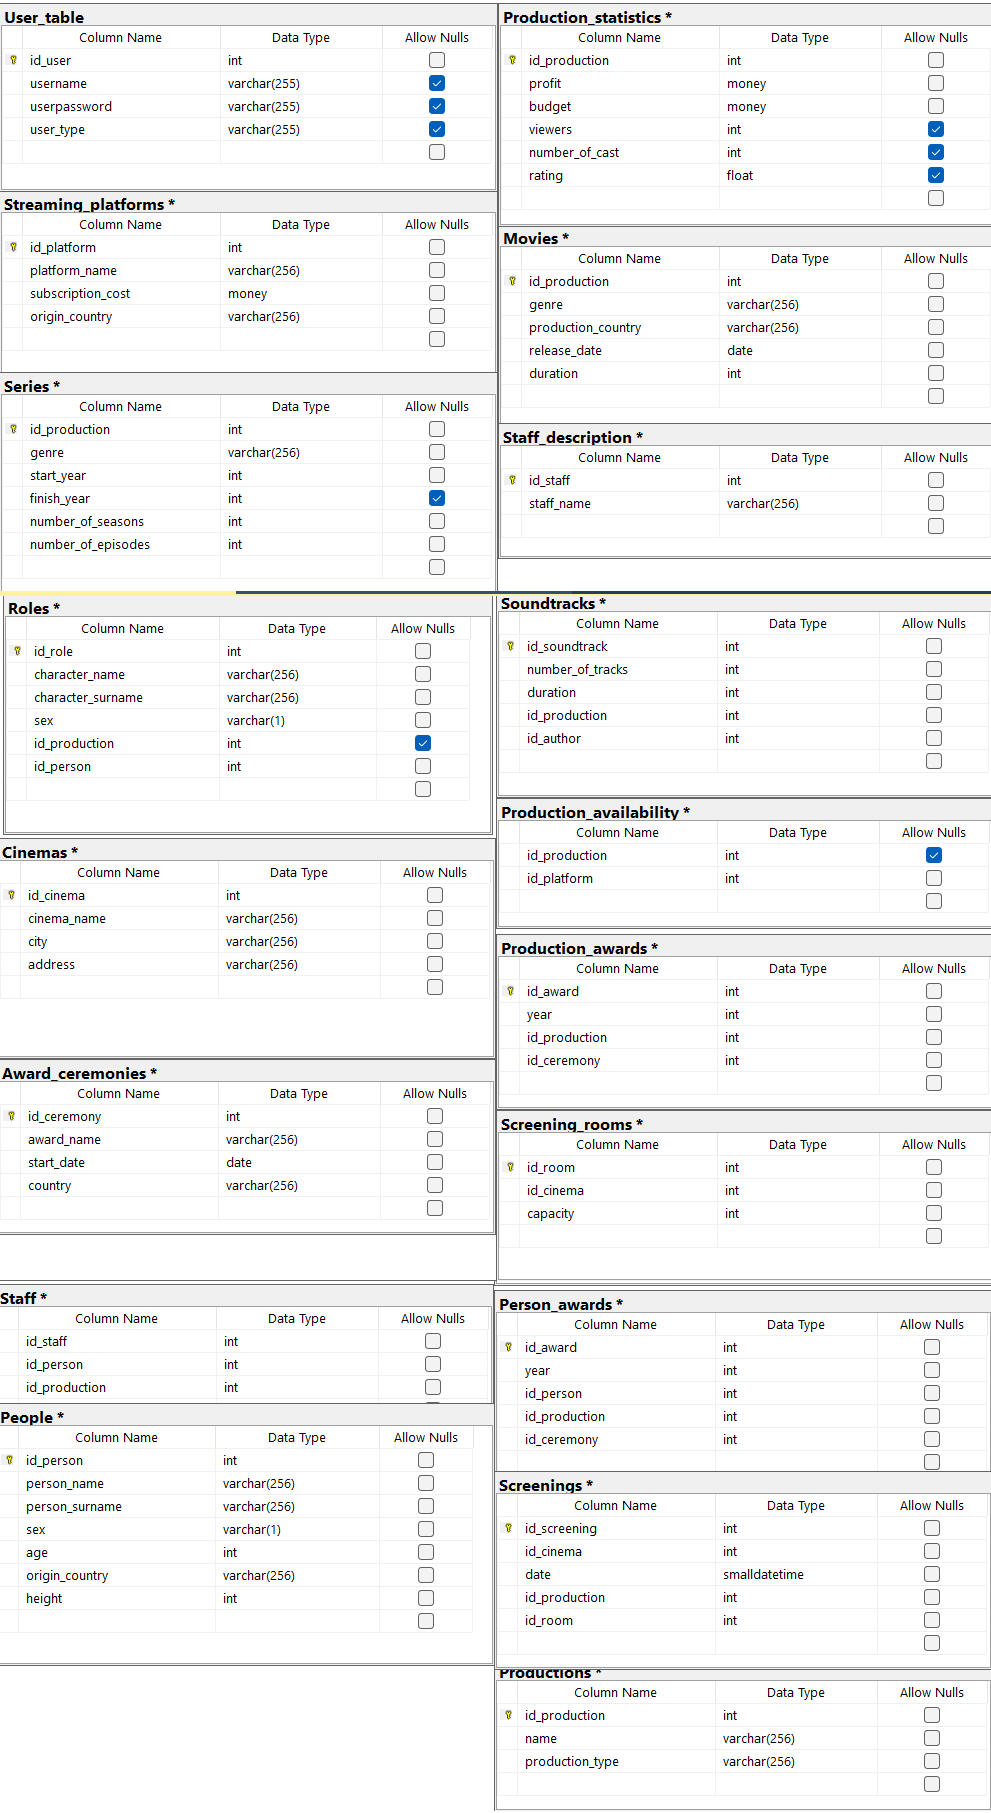 User_table
Column Name Data Type Allow Nulls
id_user int
username varchar(255)
userpassword varchar(255)
user_type varchar(255)
Streaming_platforms *
Column Name Data Type Allow Nulls
id_platform int
platform_name varchar(256)
subscription_cost money
origin_country varchar(256)
Series *
Column Name Data Type Allow Nulls
id_production int
genre varchar(256)
start_year int
finish_year int
number_of_seasons int
number_of_episodes int
Production_statistics *
Column Name Data Type Allow Nulls
id_production int
profit money
budget money
viewers int
number_of_cast int
rating float
Movies *
Column Name Data Type Allow Nulls
id_production int
genre varchar(256)
production_country varchar(256)
release_date date
duration int
Staff_description *
Column Name Data Type Allow Nulls
id_staff int
staff_name varchar(256)
Roles *
Column Name Data Type Allow Nulls
id_role int
character_name varchar(256)
character_surname varchar(256)
sex varchar(1)
id_production int
id_person int
Cinemas *
Column Name Data Type Allow Nulls
id_cinema int
cinema_name varchar(256)
city varchar(256)
address varchar(256)
Award_ceremonies *
Column Name Data Type Allow Nulls
id_ceremony int
award_name varchar(256)
start_date date
country varchar(256)
Soundtracks *
Column Name Data Type Allow Nulls
id_soundtrack int
number_of_tracks int
duration int
id_production int
id_author int
Production_availability *
Column Name Data Type Allow Nulls
id_production int
id_platform int
Production_awards *
Column Name Data Type Allow Nulls
id_award int
year int
id_production int
id_ceremony int
Screening_rooms *
Column Name Data Type Allow Nulls
id_room int
id_cinema int
capacity int
Staff *
Column Name Data Type Allow Nulls
id_staff int
id_person int
id_production int
People *
Column Name Data Type Allow Nulls
id_person int
person_name varchar(256)
person_surname varchar(256)
sex varchar(1)
age int
origin_country varchar(256)
height int
Person_awards *
Column Name Data Type Allow Nulls
id_award int
year int
id_person int
id_production int
id_ceremony int
Screenings *
Column Name Data Type Allow Nulls
id_screening int
id_cinema int
date smalldatetime
id_production int
id_room int
Productions *
Column Name Data Type Allow Nulls
id_production int
name varchar(256)
production_type varchar(256)